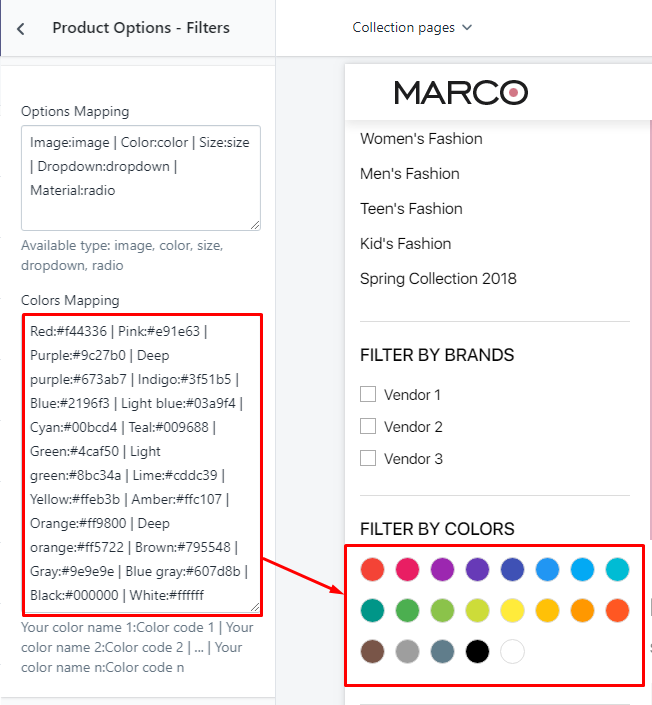 Product Options - Filters
Collection pages
Options Mapping
Image:image | Color:color | Size:size
| Dropdown:dropdown |
Material:radio
Available type: image, color, size,
dropdown, radio
Colors Mapping
Red:#f44336 | Pink:#e91e63 |
Purple:#9c27b0 | Deep
purple:#673ab7 | Indigo:#3f51b5 |
Blue:#2196f3 | Light blue:#03a9f4 |
Cyan:#00bcd4 | Teal:#009688 |
Green:#4caf50 | Light
green:#8bc34a | Lime:#cddc39 |
Yellow:#ffeb3b | Amber:#ffc107 |
Orange:#ff9800 | Deep
orange:#ff5722 | Brown:#795548 |
Gray:#9e9e9e | Blue gray:#607d8b |
Black:#000000 | White:#ffffff
Your color name 1:Color code 1 | Your
color name 2:Color code 2 | ... | Your
color name n:Color code n
MARCO
Women's Fashion
Men's Fashion
Teen's Fashion
Kid's Fashion
Spring Collection 2018
FILTER BY BRANDS
Vendor 1
Vendor 2
Vendor 3
FILTER BY COLORS